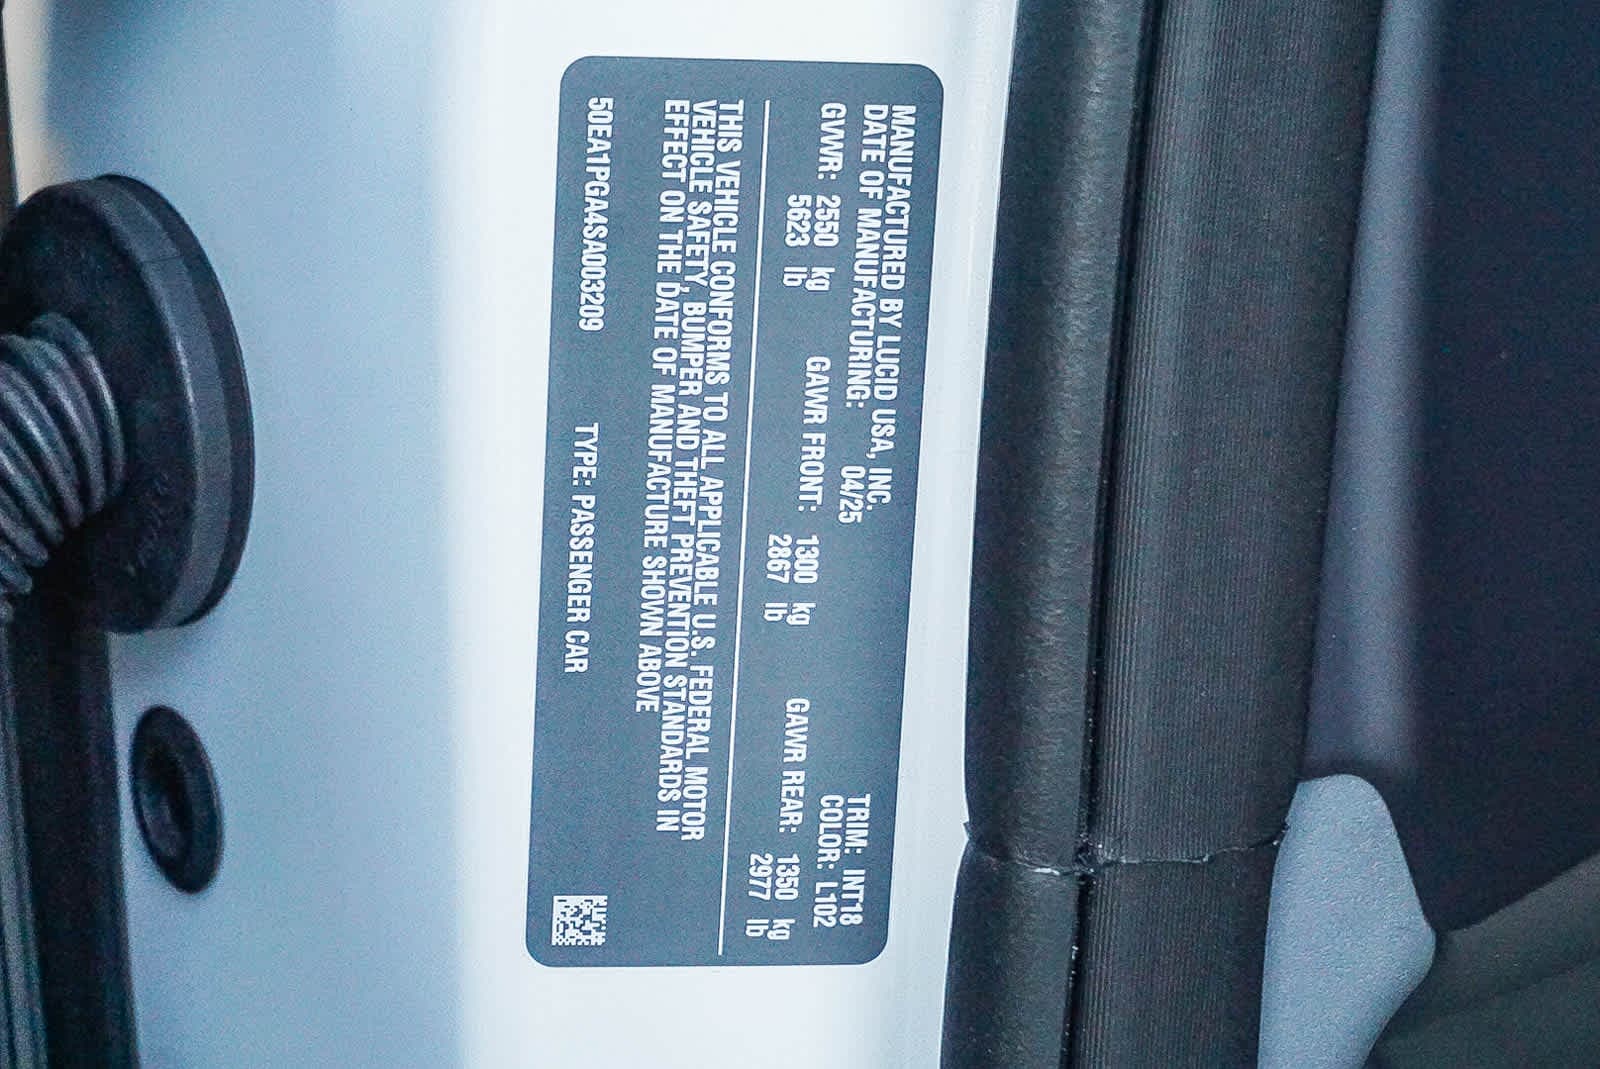 MANUFACTURED BY LUCID USA, INC.
DATE OF MANUFACTURING: 04/25 TRIM: INT18
COLOR: L102
GVWR: 2550 kg GAWR FRONT: 1300 kg GAWR REAR: 1350 kg
5623 lb 2867 lb 2977 lb
THIS VEHICLE CONFORMS TO ALL APPLICABLE U.S. FEDERAL MOTOR
VEHICLE SAFETY, BUMPER AND THEFT PREVENTION STANDARDS IN
EFFECT ON THE DATE OF MANUFACTURE SHOWN ABOVE
50EA1PGA4SA003209 TYPE: PASSENGER CAR